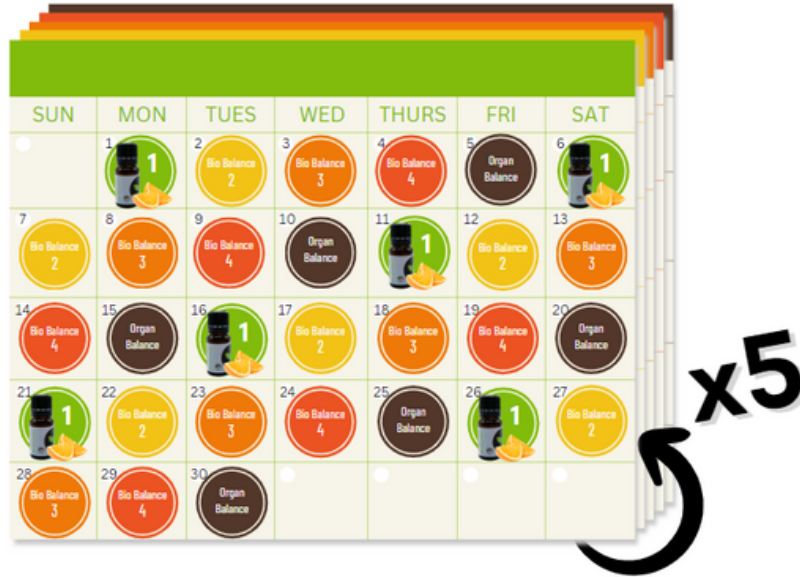 SUN MON TUES WED THURS FRI SAT
1 1
2 Bio Balance 2
3 Bio Balance 3
4 Bio Balance 4
5 Organ Balance
6 1
7 Bio Balance 2
8 Bio Balance 3
9 Bio Balance 4
10 Organ Balance
11 1
12 Bio Balance 2
13 Bio Balance 3
14 Bio Balance 4
15 Organ Balance
16 1
17 Bio Balance 2
18 Bio Balance 3
19 Bio Balance 4
20 Organ Balance
21 1
22 Bio Balance 2
23 Bio Balance 3
24 Bio Balance 4
25 Organ Balance
26 1
27 Bio Balance 2
28 Bio Balance 3
29 Bio Balance 4
30 Organ Balance
x5